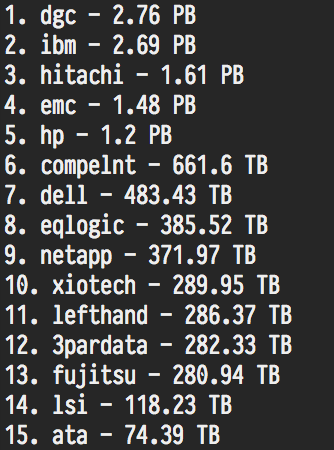 1. dgc - 2.76 PB
2. ibm - 2.69 PB
3. hitachi - 1.61 PB
4. emc - 1.48 PB
5. hp - 1.2 PB
6. compelnt - 661.6 TB
7. dell - 483.43 TB
8. eqlogic - 385.52 TB
9. netapp - 371.97 TB
10. xiotech - 289.95 TB
11. lefthand - 286.37 TB
12. 3pardata - 282.33 TB
13. fujitsu - 280.94 TB
14. lsi - 118.23 TB
15. ata - 74.39 TB